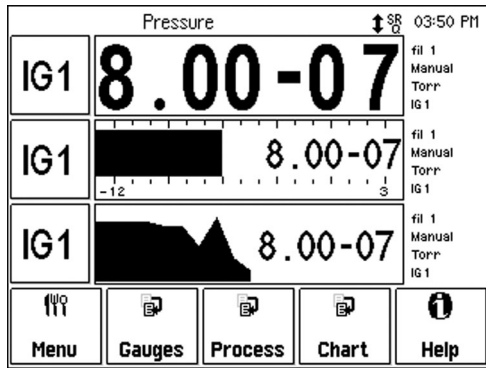 Pressure SRQ 03:50 PM
IG1 8.00-07 fil 1
Manual
Torr
IG1
IG1 8.00-07 fil 1
Manual
Torr
IG1
-12 3
IG1 8.00-07 fil 1
Manual
Torr
IG1
Menu Gauges Process Chart Help